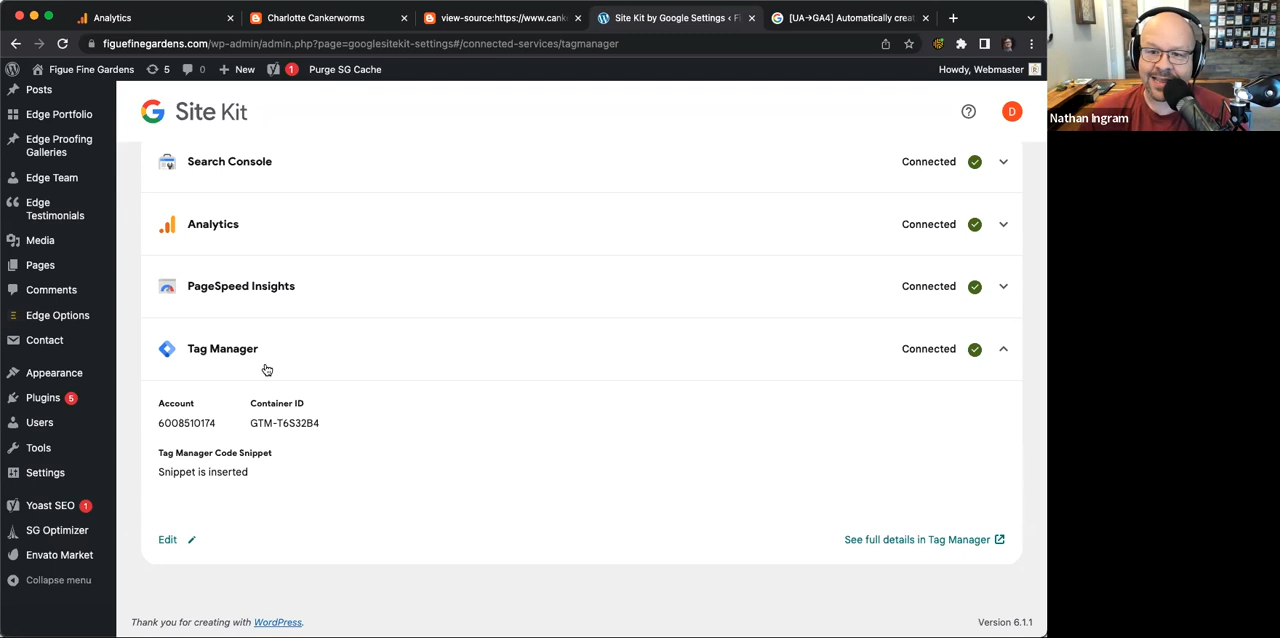 Analytics
Charlotte Cankerworms
view-source:https://www.canke
Site Kit by Google Settings ‹ Fi
[UA→GA4] Automatically creat
figuefinegardens.com/wp-admin/admin.php?page=googlesitekit-settings#/connected-services/tagmanager
Figue Fine Gardens
5
0
New
1
Purge SG Cache
Howdy, Webmaster
Nathan Ingram
Posts
Edge Portfolio
Edge Proofing
Galleries
Edge Team
Edge
Testimonials
Media
Pages
Comments
Edge Options
Contact
Appearance
Plugins 5
Users
Tools
Settings
Yoast SEO 1
SG Optimizer
Envato Market
Collapse menu
Site Kit
D
Search Console
Connected
Analytics
Connected
PageSpeed Insights
Connected
Tag Manager
Connected
Account
Container ID
6008510174
GTM-T6S32B4
Tag Manager Code Snippet
Snippet is inserted
Edit
See full details in Tag Manager
Thank you for creating with WordPress.
Version 6.1.1